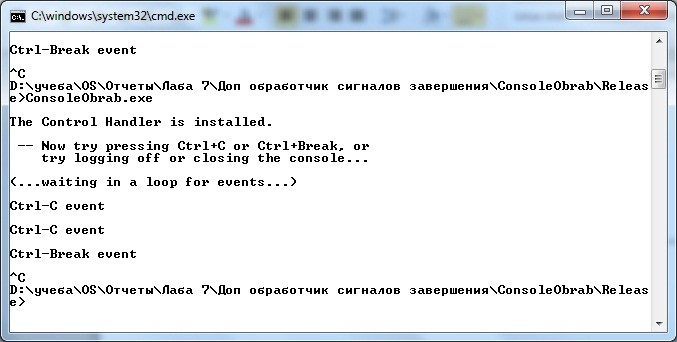 C:\windows\system32\cmd.exe
Ctrl-Break event
^C
D:\учеба\OS\Отчеты\Лаба 7\Доп обработчик сигналов завершения\ConsoleObrab\Releas
e>ConsoleObrab.exe
The Control Handler is installed.
-- Now try pressing Ctrl+C or Ctrl+Break, or
try logging off or closing the console...
(...waiting in a loop for events...)
Ctrl-C event
Ctrl-C event
Ctrl-Break event
^C
D:\учеба\OS\Отчеты\Лаба 7\Доп обработчик сигналов завершения\ConsoleObrab\Releas
e>